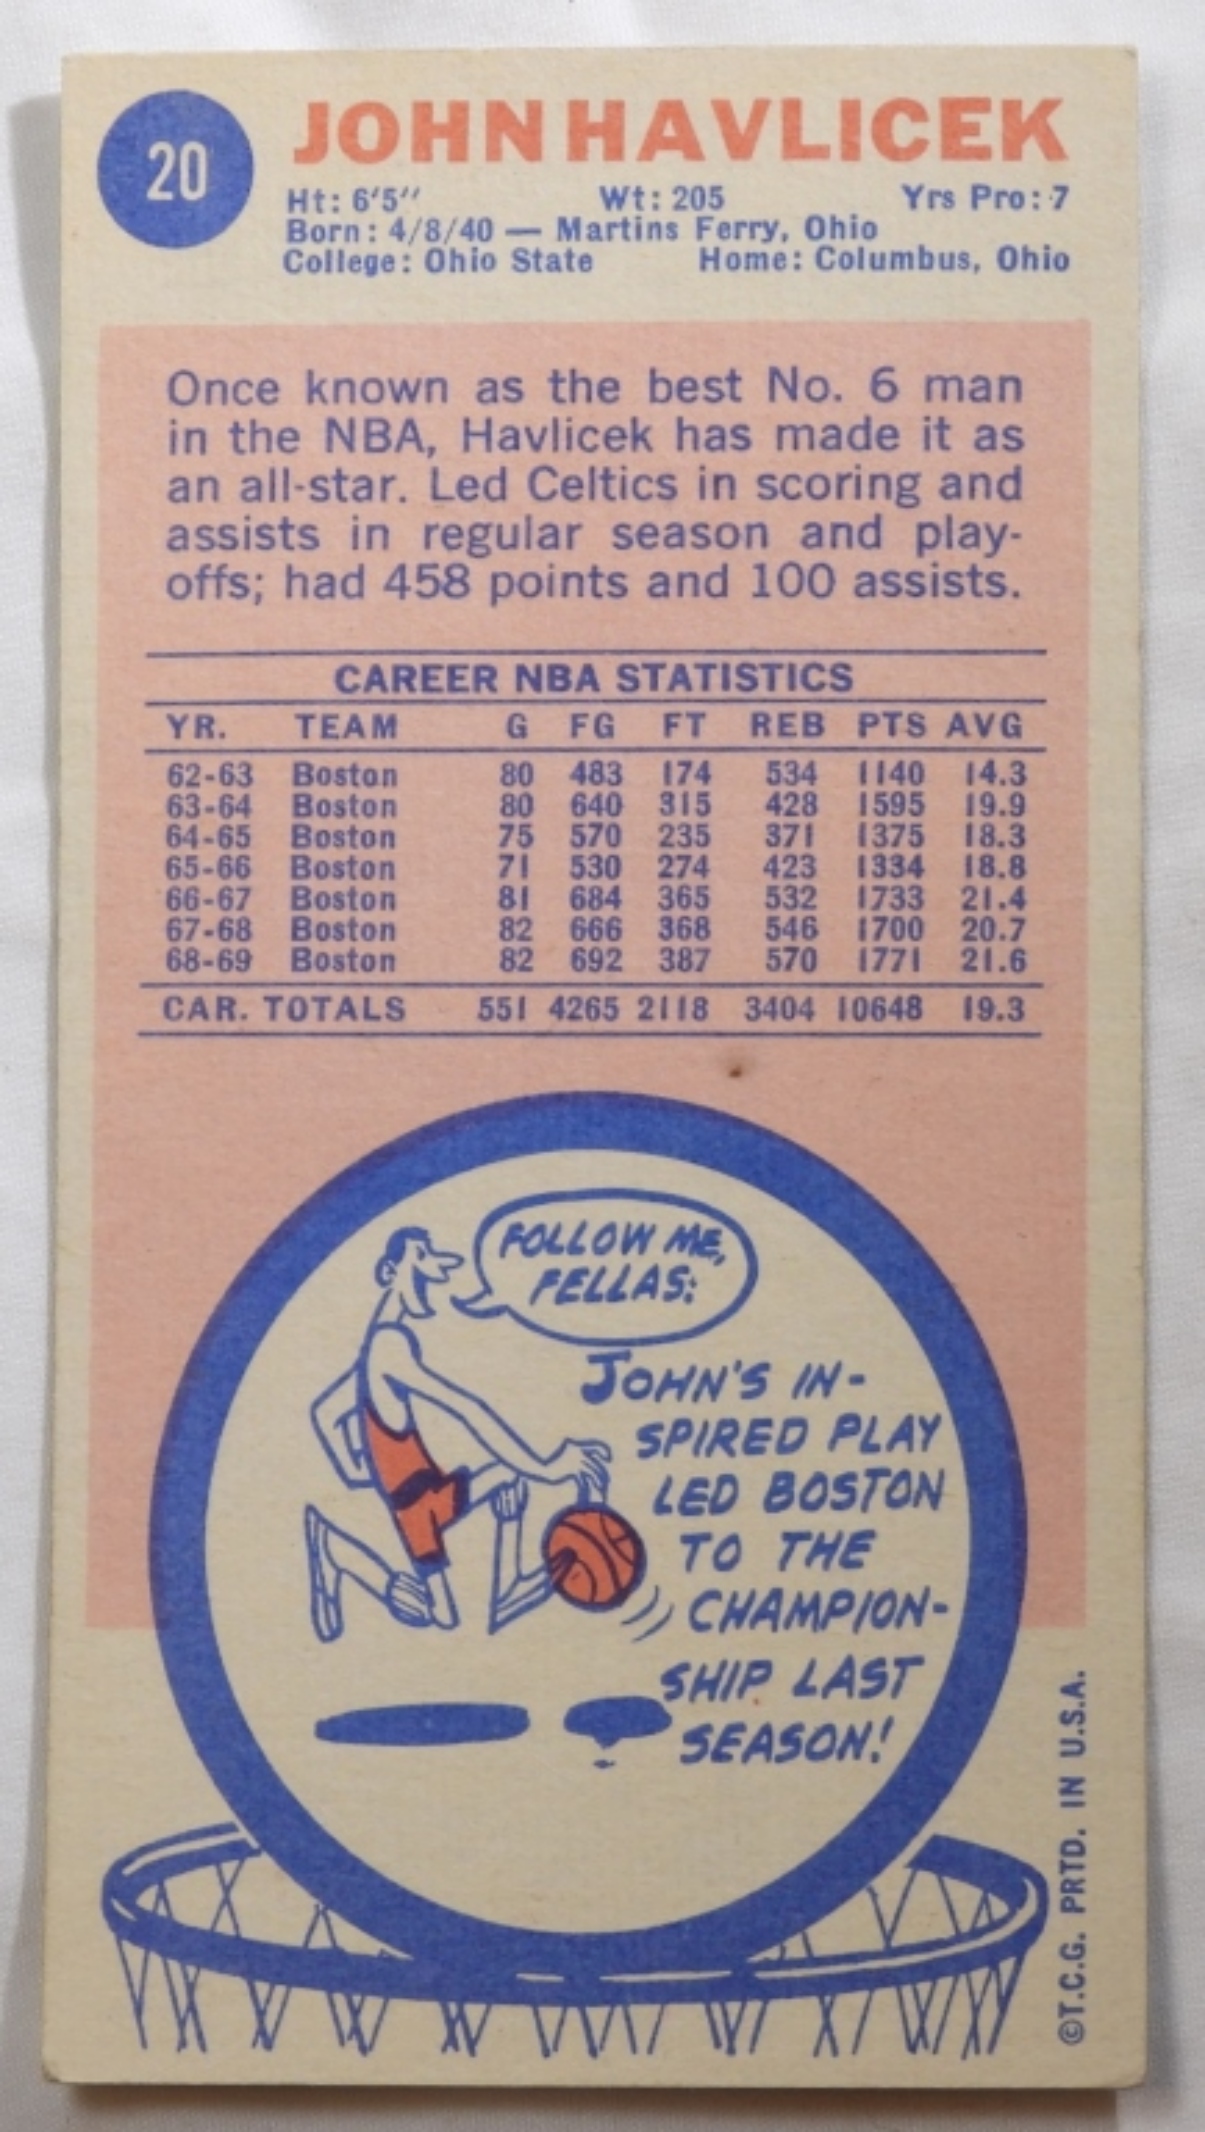 20
JOHN HAVLICEK
Ht: 6'5'' Wt: 205 Yrs Pro: 7
Born: 4/8/40 — Martins Ferry, Ohio
College: Ohio State Home: Columbus, Ohio
Once known as the best No. 6 man
in the NBA, Havlicek has made it as
an all-star. Led Celtics in scoring and
assists in regular season and play-
offs; had 458 points and 100 assists.
CAREER NBA STATISTICS
YR. TEAM G FG FT REB PTS AVG
62-63 Boston 80 483 174 534 1140 14.3
63-64 Boston 80 640 315 428 1595 19.9
64-65 Boston 75 570 235 371 1375 18.3
65-66 Boston 71 530 274 423 1334 18.8
66-67 Boston 81 684 365 532 1733 21.4
67-68 Boston 82 666 368 546 1700 20.7
68-69 Boston 82 692 387 570 1771 21.6
CAR. TOTALS 551 4265 2118 3404 10648 19.3
FOLLOW ME,
FELLAS:
JOHN'S IN-
SPIRED PLAY
LED BOSTON
TO THE
CHAMPION-
SHIP LAST
SEASON!
©T.C.G. PRTD. IN U.S.A.